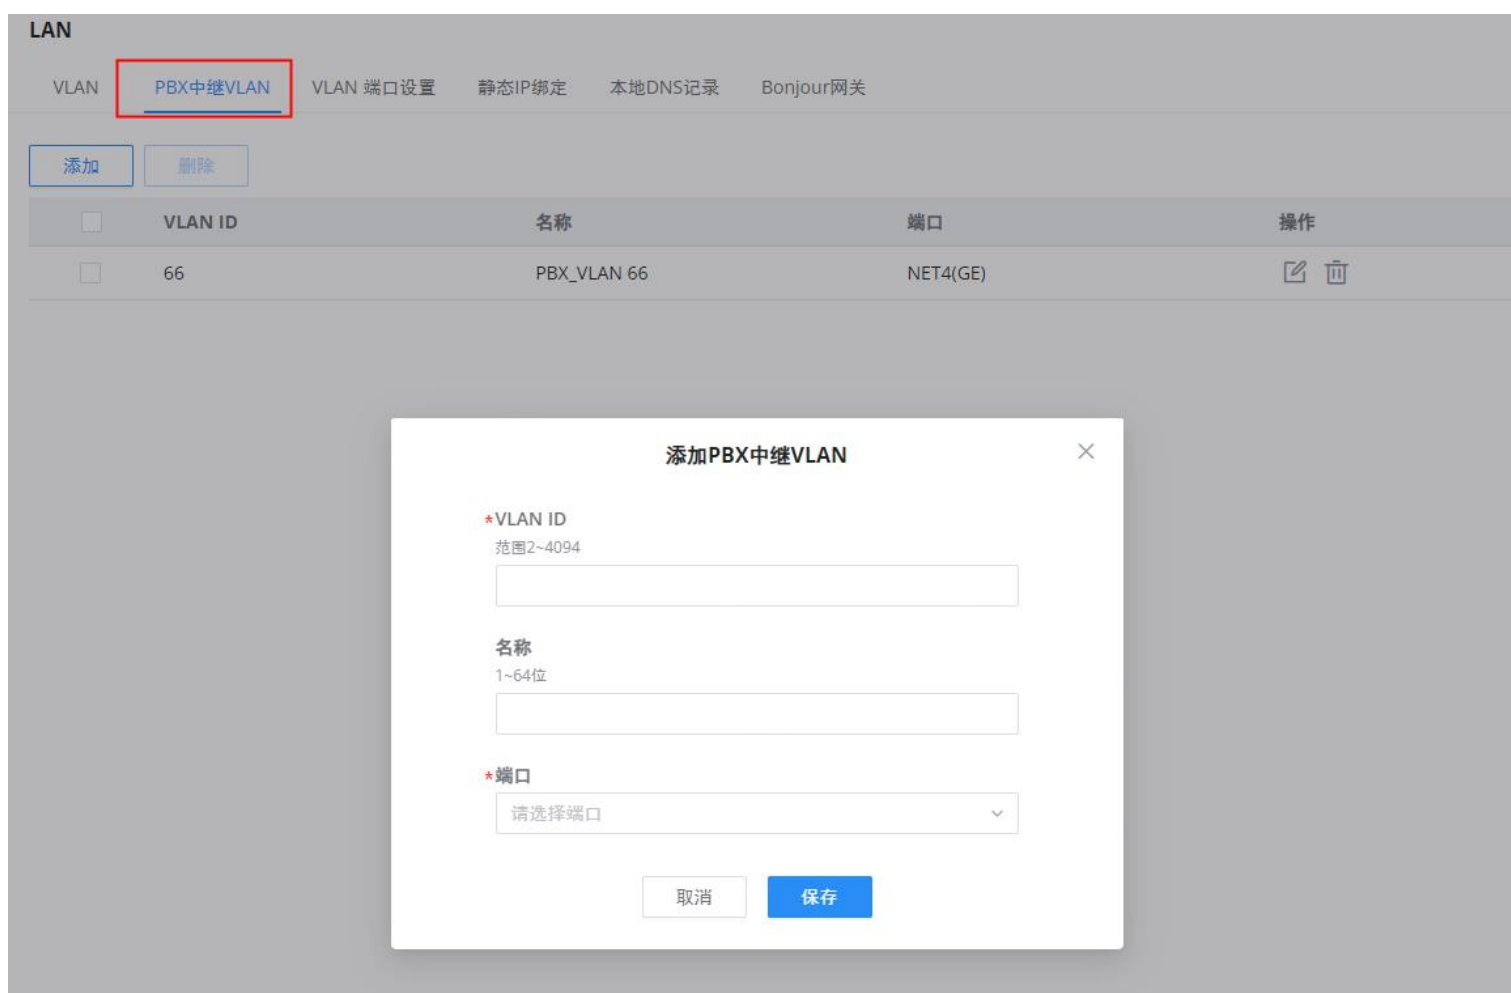 LAN
VLAN PBX中继VLAN VLAN 端口设置 静态IP绑定 本地DNS记录 Bonjour网关
添加 删除
VLAN ID 名称 端口 操作
66 PBX_VLAN 66 NET4(GE)
添加PBX中继VLAN
*VLAN ID
范围2~4094
名称
1~64位
*端口
请选择端口
取消 保存